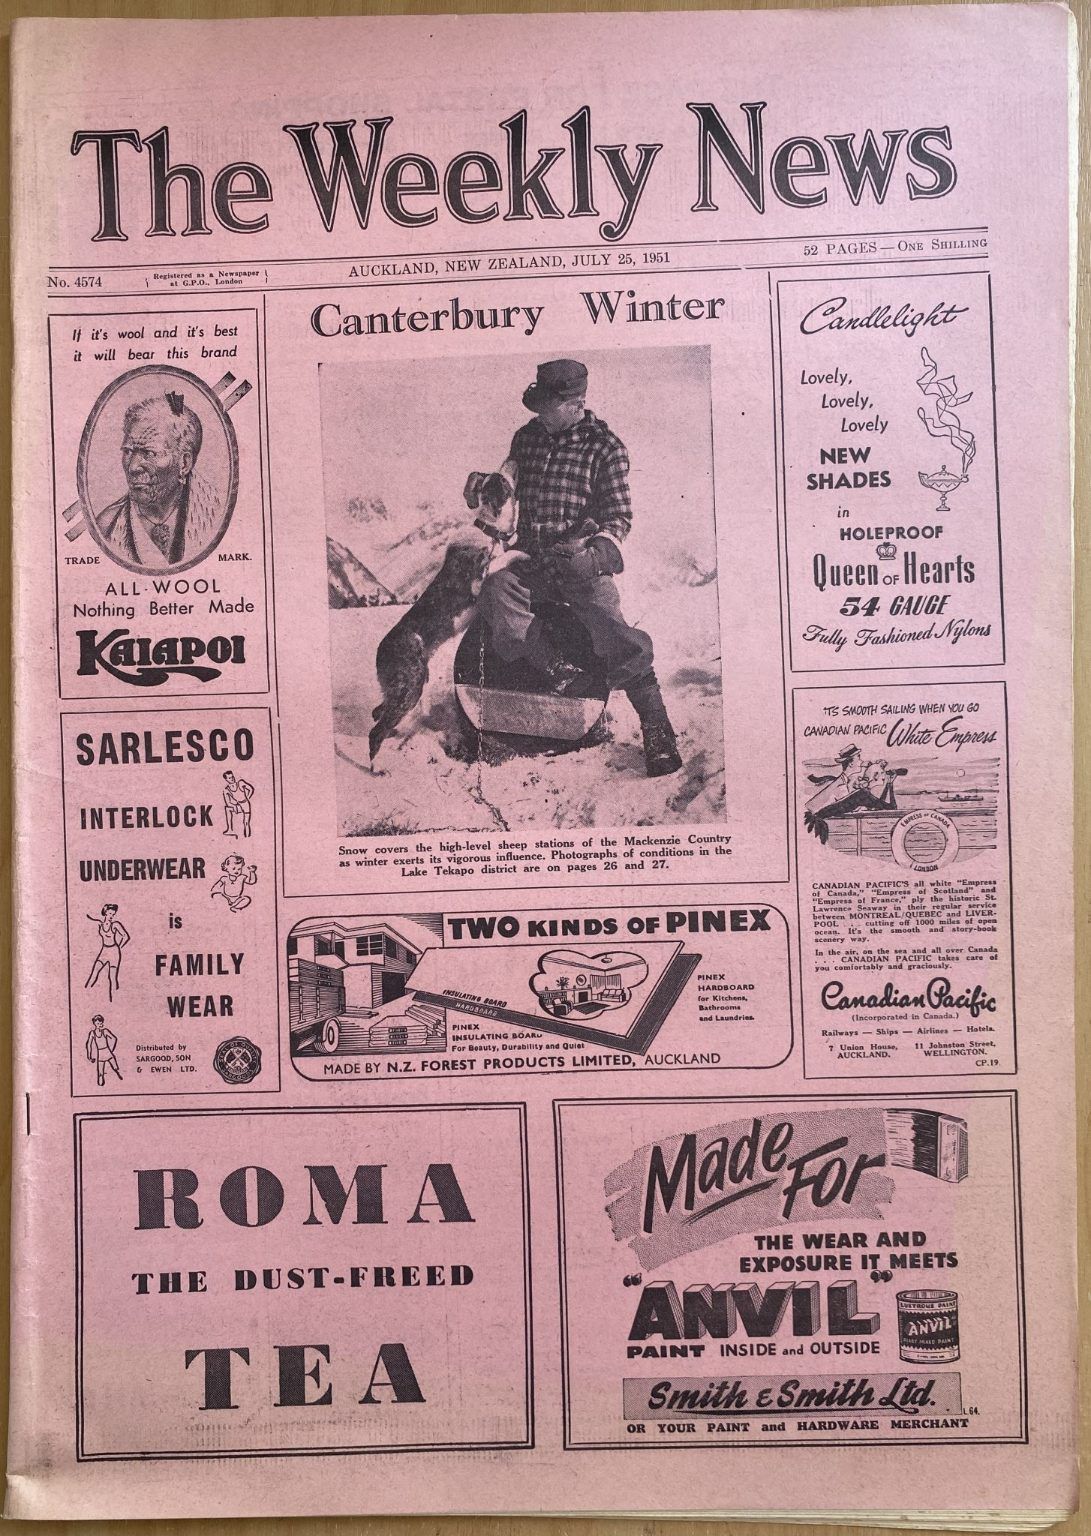 The Weekly News
No. 4574
Registered as a Newspaper
at G.P.O., London
AUCKLAND, NEW ZEALAND, JULY 25, 1951
52 PAGES — ONE SHILLING
If it's wool and it's best
it will bear this brand
TRADE MARK.
ALL-WOOL
Nothing Better Made
KAIAPOI
SARLESCO
INTERLOCK
UNDERWEAR
is
FAMILY
WEAR
Distributed by
SARGOOD, SON
& EWEN LTD.
Canterbury Winter
Snow covers the high-level sheep stations of the Mackenzie Country
as winter exerts its vigorous influence. Photographs of conditions in the
Lake Tekapo district are on pages 26 and 27.
TWO KINDS OF PINEX
INSULATING BOARD
HARDBOARD
PINEX
HARDBOARD
for Kitchens,
Bathrooms
and Laundries.
PINEX
INSULATING BOARD
For Beauty, Durability and Quiet
MADE BY N.Z. FOREST PRODUCTS LIMITED, AUCKLAND
Candlelight
Lovely,
Lovely,
Lovely
NEW
SHADES
in
HOLEPROOF
Queen OF Hearts
54 GAUGE
Fully Fashioned Nylons
'TS SMOOTH SAILING WHEN YOU GO
CANADIAN PACIFIC White Empress
EMPRESS OF CANADA
LONDON
CANADIAN PACIFIC'S all white "Empress
of Canada," "Empress of Scotland" and
"Empress of France," ply the historic St.
Lawrence Seaway in their regular service
between MONTREAL/QUEBEC and LIVER-
POOL . . . cutting off 1000 miles of open
ocean. It's the smooth and story-book
scenery way.
In the air, on the sea and all over Canada
. . . . CANADIAN PACIFIC takes care of
you comfortably and graciously.
Canadian Pacific
(Incorporated in Canada.)
Railways — Ships — Airlines — Hotels.
7 Union House, 11 Johnston Street,
AUCKLAND. WELLINGTON.
CP.19.
ROMA
THE DUST-FREED
TEA
Made For
THE WEAR AND
EXPOSURE IT MEETS
"ANVIL"
PAINT INSIDE and OUTSIDE
LUSTROUS PAINT
ANVIL
Smith & Smith Ltd.
L64.
OR YOUR PAINT and HARDWARE MERCHANT